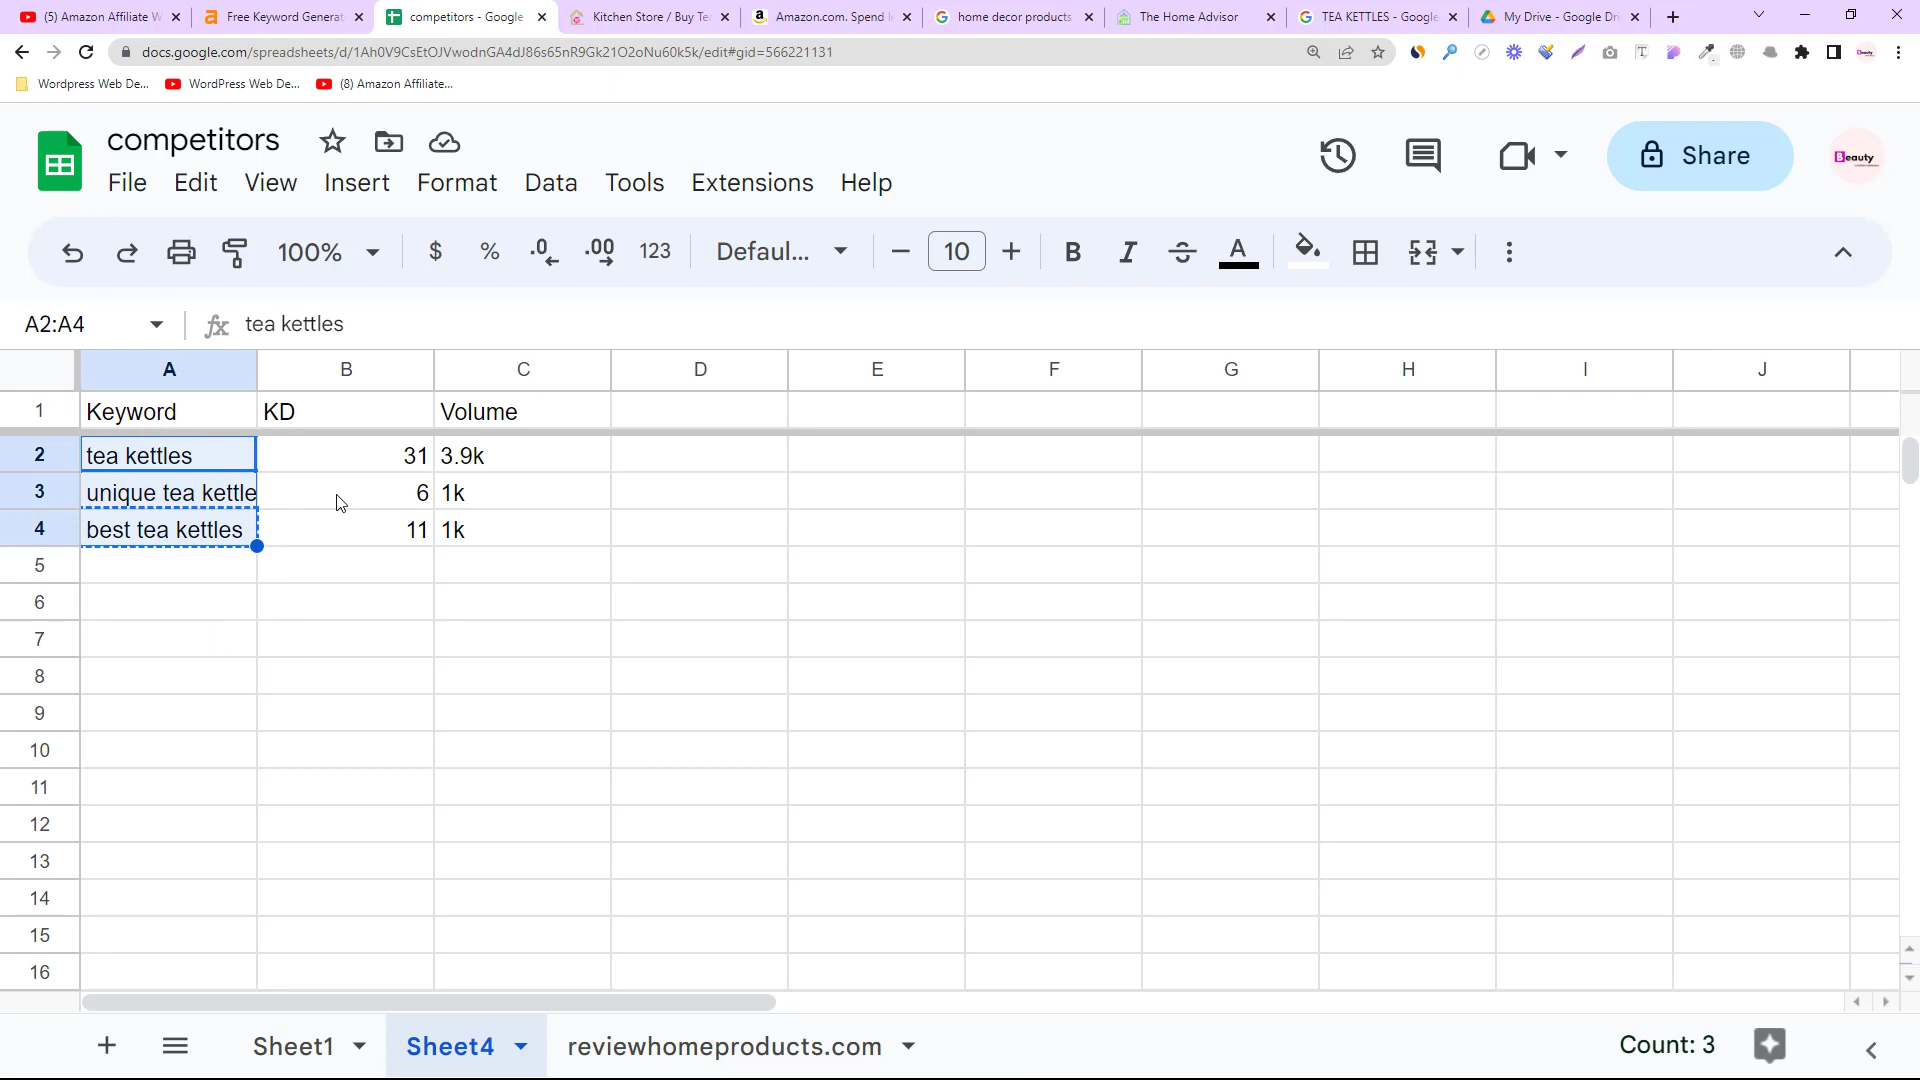 (5) Amazon Affiliate W
Free Keyword Generat
competitors - Google
Kitchen Store / Buy Te
Amazon.com. Spend le
home decor products
The Home Advisor
TEA KETTLES - Google
My Drive - Google Dri
docs.google.com/spreadsheets/d/1Ah0V9CsEtOJVwodnGA4dJ86s65nR9Gk21O2oNu60k5k/edit#gid=566221131
Wordpress Web De...
WordPress Web De...
(8) Amazon Affiliate...
competitors
File Edit View Insert Format Data Tools Extensions Help
Share
Beauty
100% $ % .0 .00 123 Defaul... 10 B I S A
A2:A4 fx tea kettles
A B C D E F G H I J
1 Keyword KD Volume
2 tea kettles 31 3.9k
3 unique tea kettle 6 1k
4 best tea kettles 11 1k
5
6
7
8
9
10
11
12
13
14
15
16
Sheet1 Sheet4 reviewhomeproducts.com Count: 3